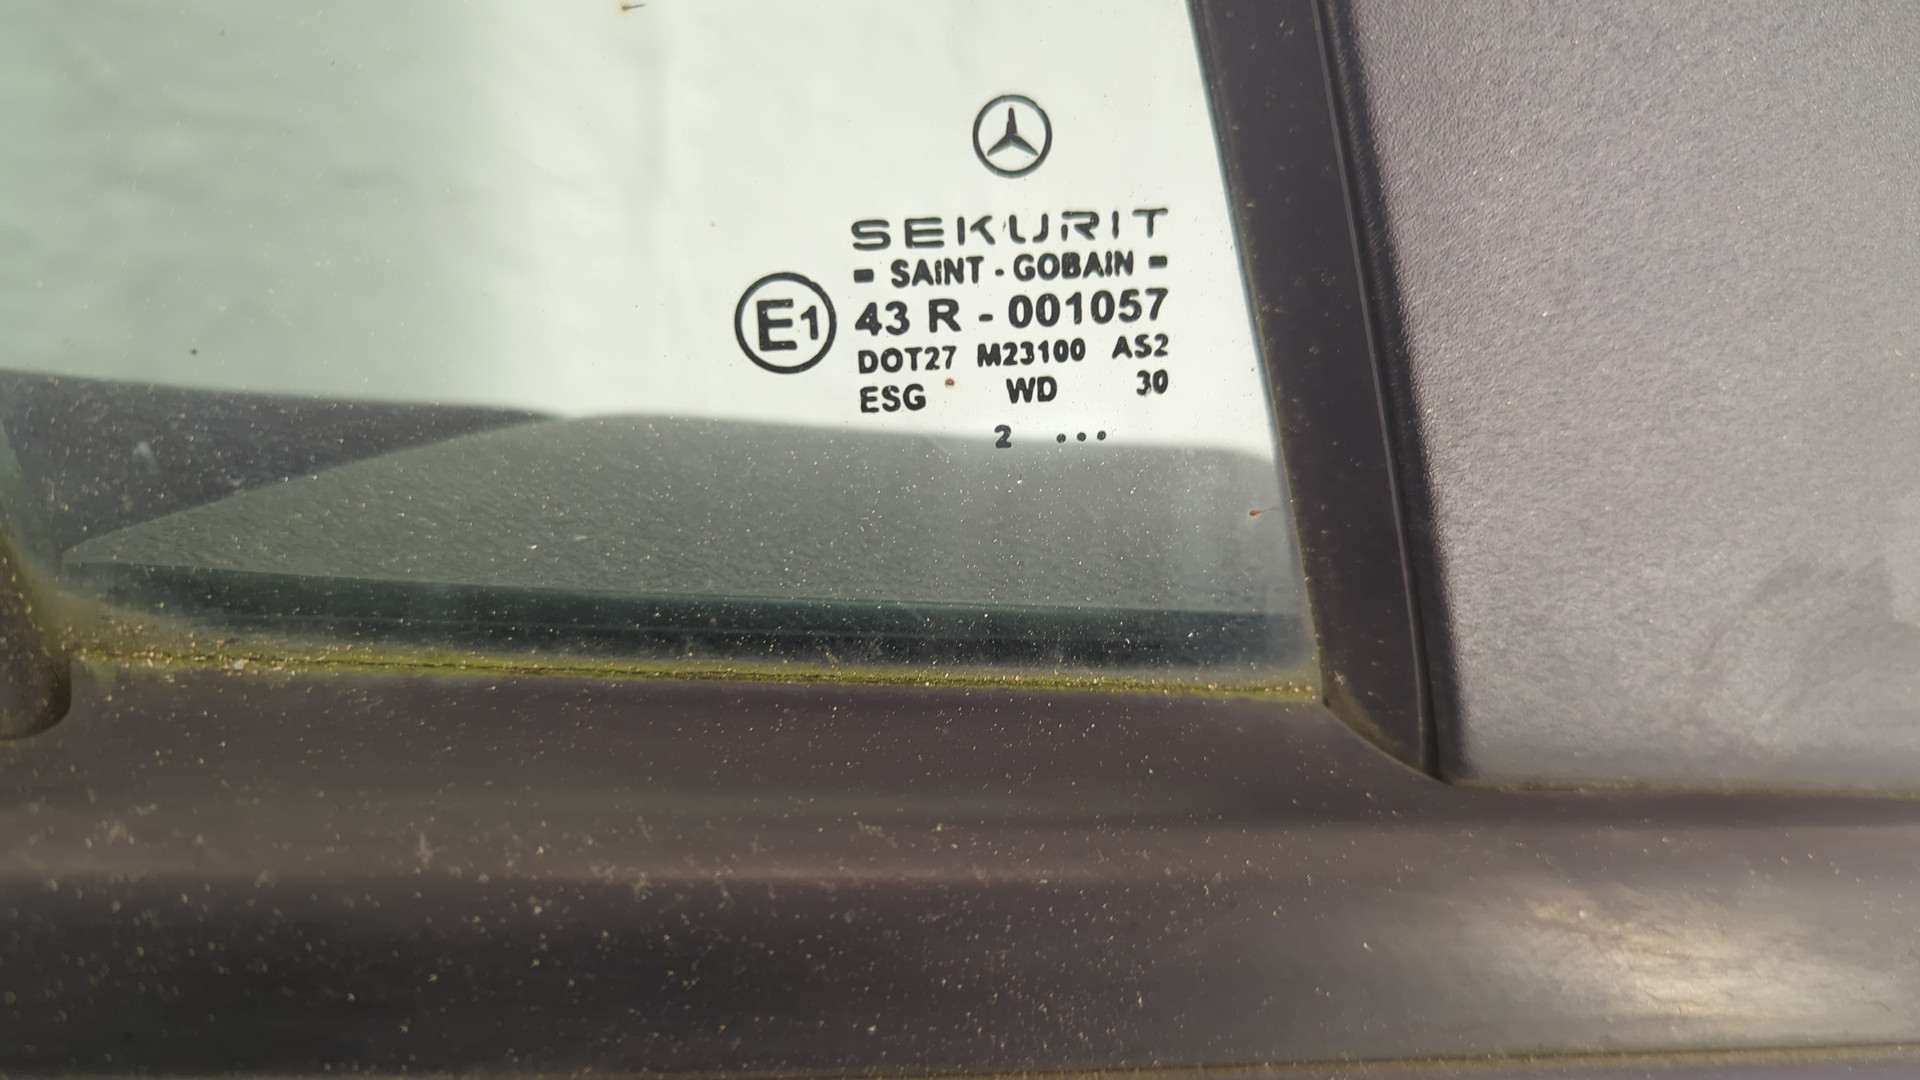 SEKURIT
- SAINT - GOBAIN -
E1
43 R - 001057
DOT27 M23100 AS2
ESG WD 30
2 ...